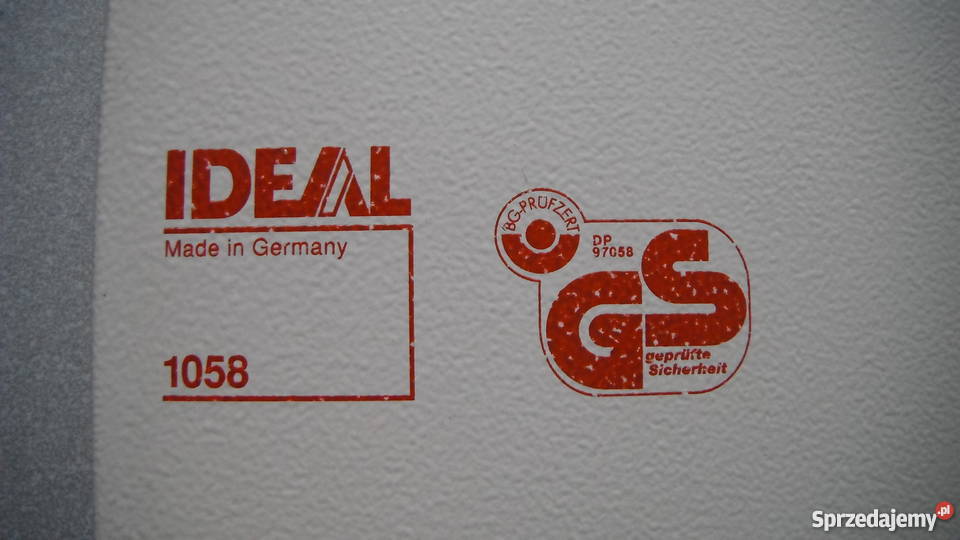 IDEAL
Made in Germany
1058
BG-PRÜFZERT
DP
97058
GS
geprüfte
Sicherheit
Sprzedajemy.pl